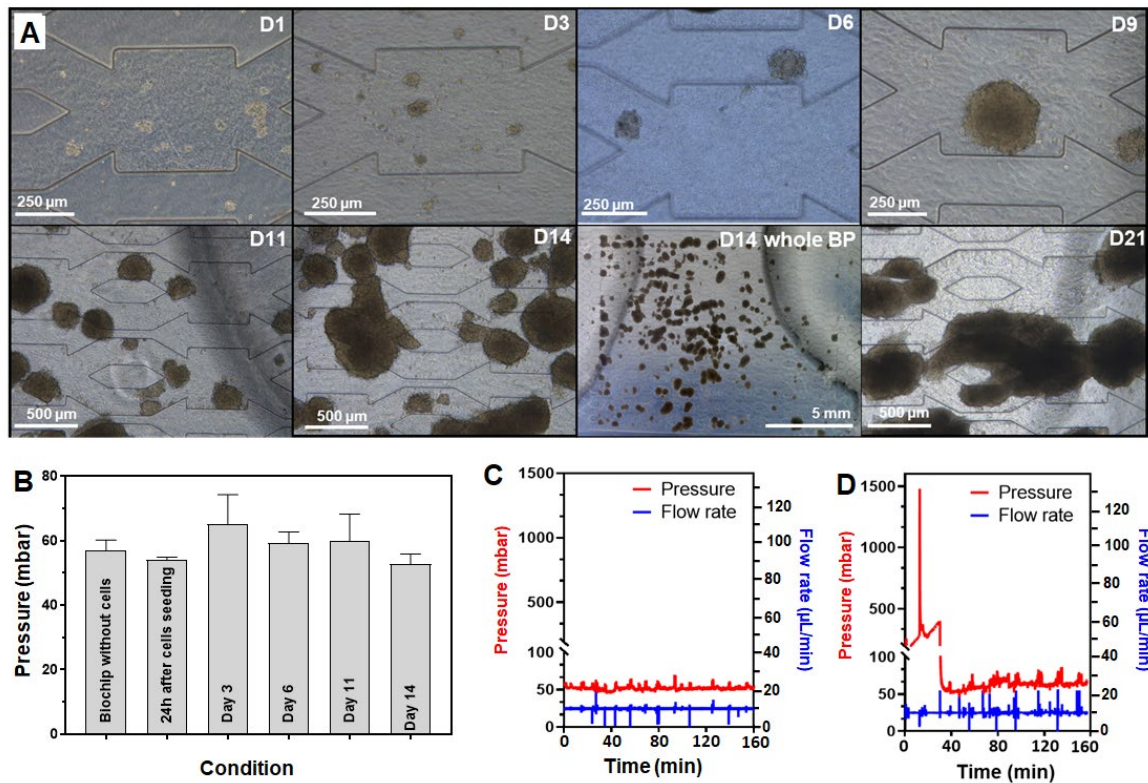 A
D1
D3
D6
D9
250 µm
250 µm
250 µm
250 µm
D11
D14
D14 whole BP
D21
500 µm
500 µm
5 mm
500 µm
B
Pressure (mbar)
80
60
40
20
0
Biochip without cells
24h after cells seeding
Day 3
Day 6
Day 11
Day 14
Condition
C
Pressure (mbar)
1500
1000
500
100
50
0
Pressure
Flow rate
120
100
80
60
40
20
0
Flow rate (µL/min)
0 40 80 120 160
Time (min)
D
Pressure (mbar)
1500
1000
500
100
50
0
Pressure
Flow rate
120
100
80
60
40
20
0
Flow rate (µL/min)
0 40 80 120 160
Time (min)